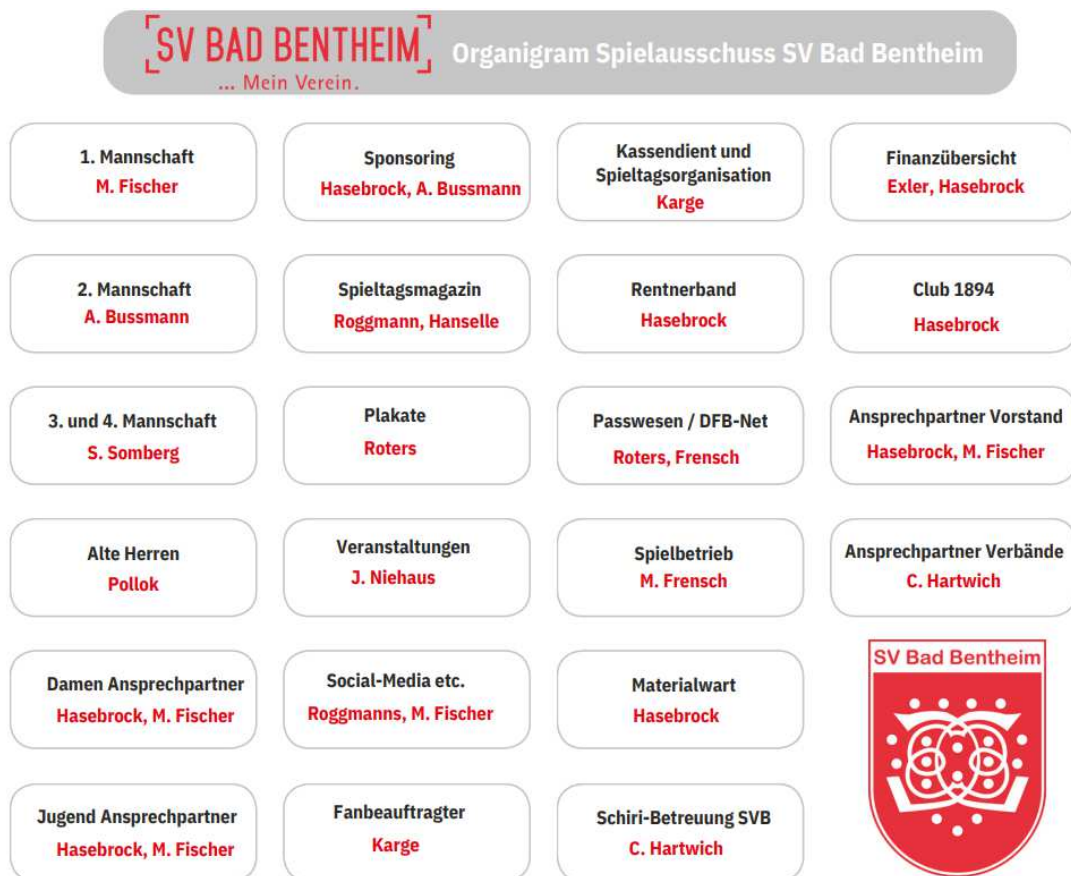 SV BAD BENTHEIM
... Mein Verein.
Organigram Spielausschuss SV Bad Bentheim
1. Mannschaft
M. Fischer
Sponsoring
Hasebrock, A. Bussmann
Kassendient und
Spieltagsorganisation
Karge
Finanzübersicht
Exler, Hasebrock
2. Mannschaft
A. Bussmann
Spieltagsmagazin
Roggmann, Hanselle
Rentnerband
Hasebrock
Club 1894
Hasebrock
3. und 4. Mannschaft
S. Somberg
Plakate
Roters
Passwesen / DFB-Net
Roters, Frensch
Ansprechpartner Vorstand
Hasebrock, M. Fischer
Alte Herren
Pollok
Veranstaltungen
J. Niehaus
Spielbetrieb
M. Frensch
Ansprechpartner Verbände
C. Hartwich
Damen Ansprechpartner
Hasebrock, M. Fischer
Social-Media etc.
Roggmanns, M. Fischer
Materialwart
Hasebrock
SV Bad Bentheim
Jugend Ansprechpartner
Hasebrock, M. Fischer
Fanbeauftragter
Karge
Schiri-Betreuung SVB
C. Hartwich